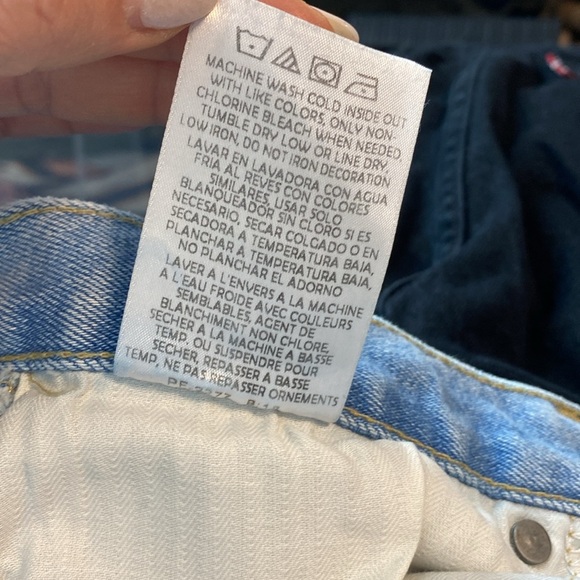 MACHINE WASH COLD INSIDE OUT
WITH LIKE COLORS, ONLY NON-
CHLORINE BLEACH WHEN NEEDED,
TUMBLE DRY LOW OR LINE DRY,
LOW IRON, DO NOT IRON DECORATION
LAVAR EN LAVADORA CON AGUA
FRIA AL REVES CON COLORES
SIMILARES, USAR SOLO
BLANQUEADOR SIN CLORO SI ES
NECESARIO, SECAR COLGADO O EN
SECADORA A TEMPERATURA BAJA,
PLANCHAR A TEMPERATURA BAJA,
NO PLANCHAR EL ADORNO
LAVER A L'ENVERS A LA MACHINE
A L'EAU FROIDE AVEC COULEURS
SEMBLABLES, AGENT DE
BLANCHIMENT NON CHLORE,
SECHER A LA MACHINE A BASSE
TEMP, OU SUSPENDRE POUR
SECHER, REPASSER A BASSE
TEMP, NE PAS REPASSER ORNEMENTS